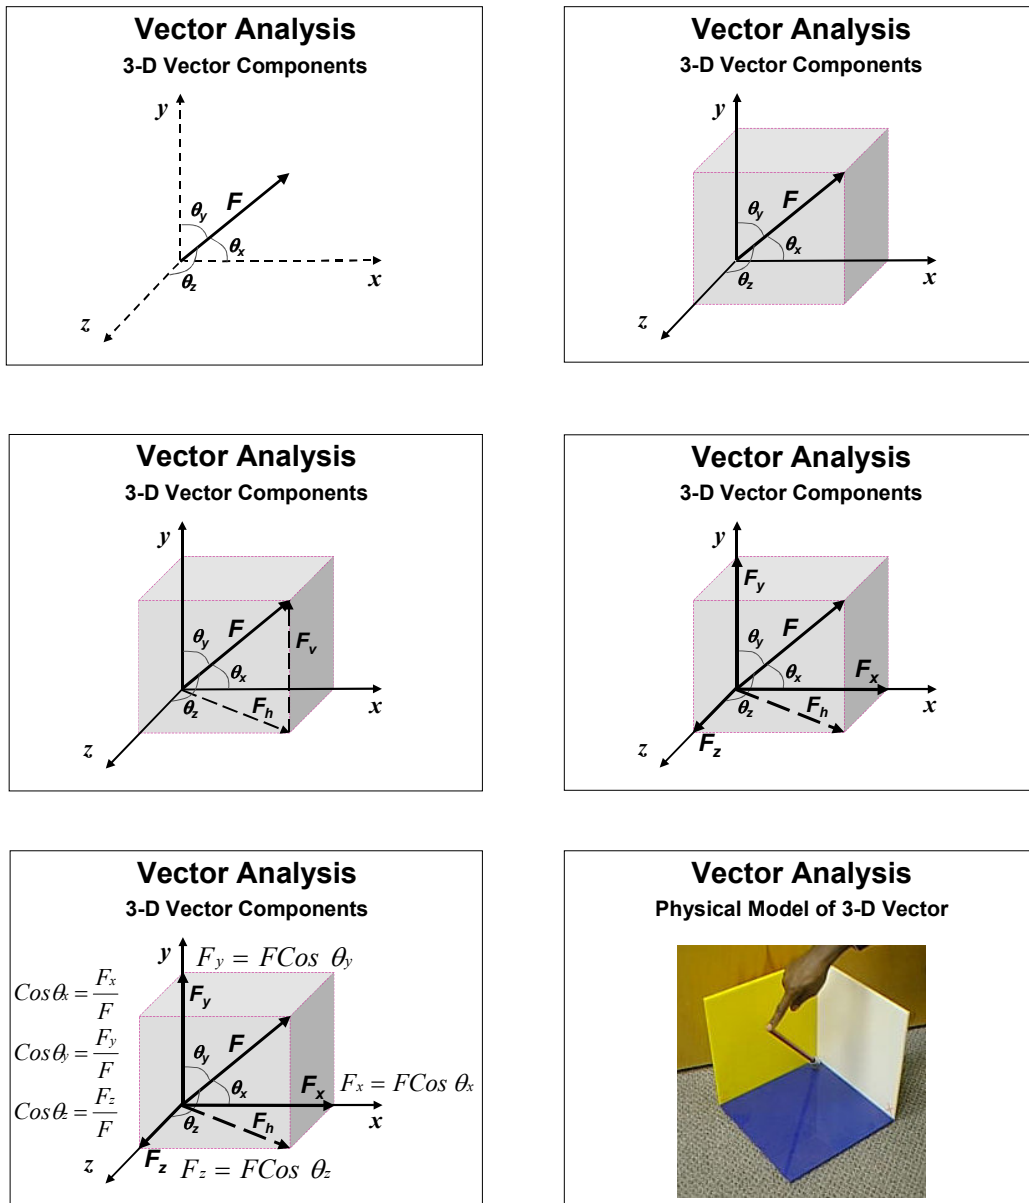 Vector Analysis
3-D Vector Components
y
F
θy
θx
θz
x
z
Vector Analysis
3-D Vector Components
y
F
θy
θx
θz
x
z
Vector Analysis
3-D Vector Components
y
F
θy
Fv
θx
θz
Fh
x
z
Vector Analysis
3-D Vector Components
y
Fy
F
θy
θx
Fx
θz
Fh
x
z
Fz
Vector Analysis
3-D Vector Components
y
Fy = FCos θy
Cosθx = Fx/F
Fy
Cosθy = Fy/F
F
θy
θx
Fx
Fx = FCos θx
Cosθz = Fz/F
θz
Fh
x
z
Fz
Fz = FCos θz
Vector Analysis
Physical Model of 3-D Vector